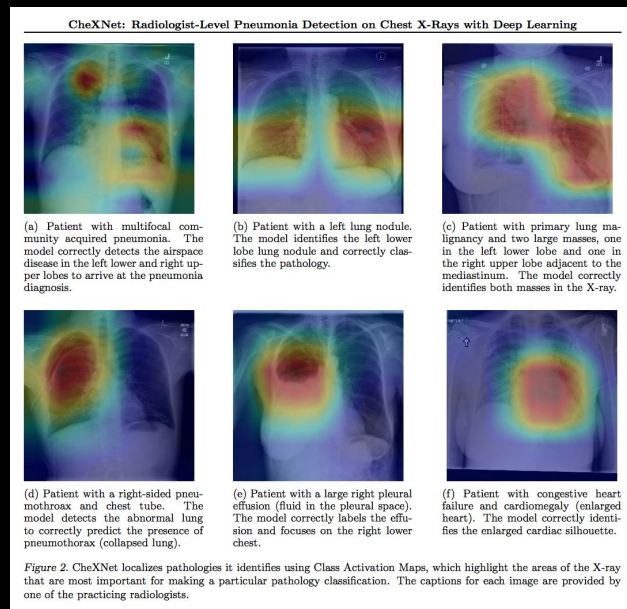 CheXNet: Radiologist-Level Pneumonia Detection on Chest X-Rays with Deep Learning
(a) Patient with multifocal com-
munity acquired pneumonia. The
model correctly detects the airspace
disease in the left lower and right up-
per lobes to arrive at the pneumonia
diagnosis.
(b) Patient with a left lung nodule.
The model identifies the left lower
lobe lung nodule and correctly clas-
sifies the pathology.
(c) Patient with primary lung ma-
lignancy and two large masses, one
in the left lower lobe and one in
the right upper lobe adjacent to the
mediastinum. The model correctly
identifies both masses in the X-ray.
(d) Patient with a right-sided pneu-
mothroax and chest tube. The
model detects the abnormal lung
to correctly predict the presence of
pneumothorax (collapsed lung).
(e) Patient with a large right pleural
effusion (fluid in the pleural space).
The model correctly labels the effu-
sion and focuses on the right lower
chest.
(f) Patient with congestive heart
failure and cardiomegaly (enlarged
heart). The model correctly identi-
fies the enlarged cardiac silhouette.
Figure 2. CheXNet localizes pathologies it identifies using Class Activation Maps, which highlight the areas of the X-ray
that are most important for making a particular pathology classification. The captions for each image are provided by
one of the practicing radiologists.